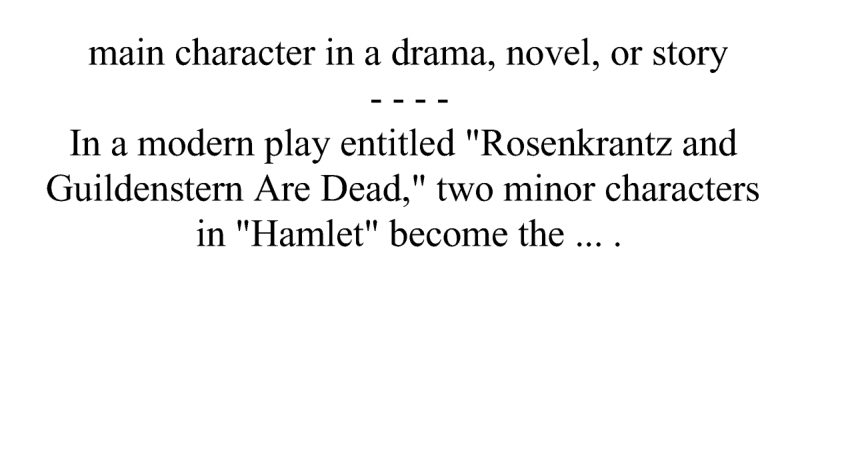 main character in a drama, novel, or story
- - - -
In a modern play entitled "Rosenkrantz and
Guildenstern Are Dead," two minor characters
in "Hamlet" become the ... .